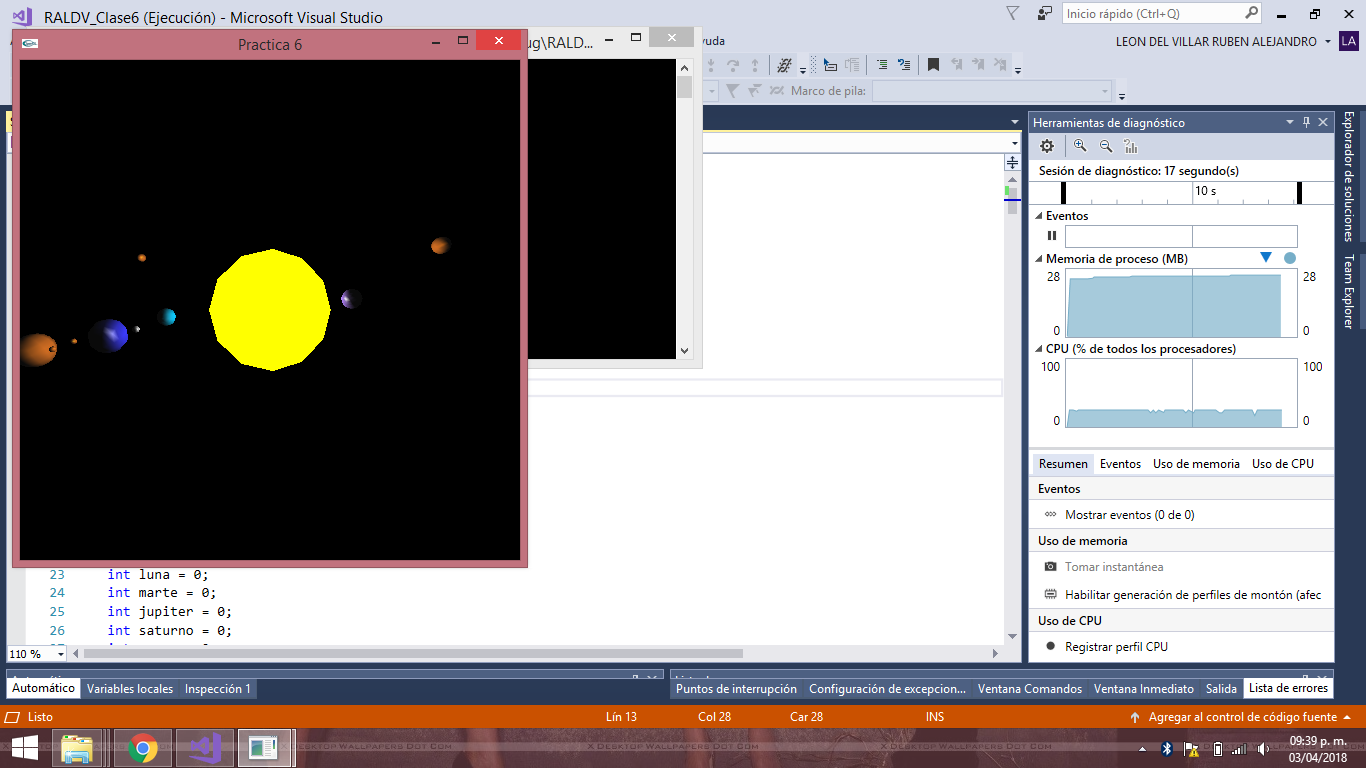 RALDV_Clase6 (Ejecución) - Microsoft Visual Studio
Inicio rápido (Ctrl+Q)
Practica 6
ug\RALD...
yuda
LEON DEL VILLAR RUBEN ALEJANDRO
LA
Marco de pila:
Herramientas de diagnóstico
Sesión de diagnóstico: 17 segundo(s)
10 s
Eventos
Memoria de proceso (MB)
28
28
0
0
CPU (% de todos los procesadores)
100
100
0
0
Resumen
Eventos
Uso de memoria
Uso de CPU
Eventos
Mostrar eventos (0 de 0)
Uso de memoria
Tomar instantánea
Habilitar generación de perfiles de montón (afec
Uso de CPU
Registrar perfil CPU
Explorador de soluciones
Team Explorer
23 int luna = 0;
24 int marte = 0;
25 int jupiter = 0;
26 int saturno = 0;
110 %
Automático
Variables locales
Inspección 1
Puntos de interrupción
Configuración de excepcion...
Ventana Comandos
Ventana Inmediato
Salida
Lista de errores
Listo
Lín 13
Col 28
Car 28
INS
Agregar al control de código fuente
X Desktop Wallpapers Dot Com
09:39 p. m.
03/04/2018